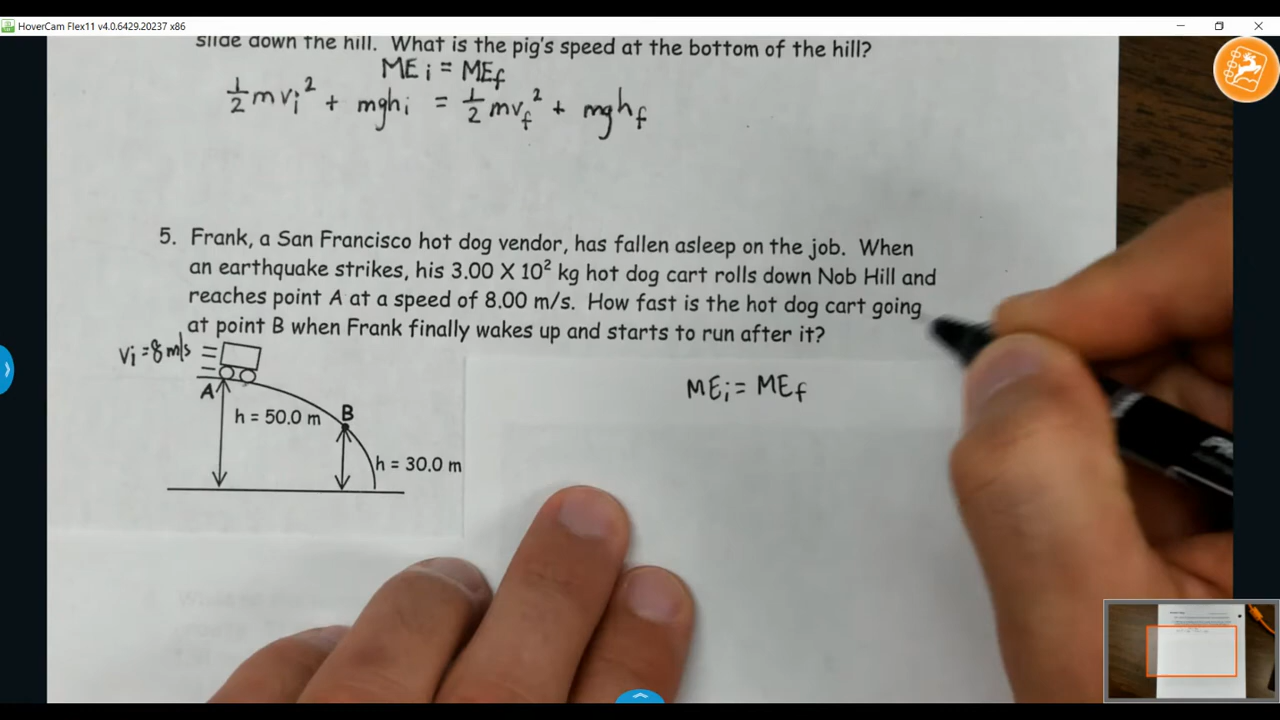 HoverCam Flex11 v4.0.6429.20237 x86
slide down the hill. What is the pig's speed at the bottom of the hill?
MEi = MEf
½mvi² + mghi = ½mvf² + mghf
5. Frank, a San Francisco hot dog vendor, has fallen asleep on the job. When
an earthquake strikes, his 3.00 X 10² kg hot dog cart rolls down Nob Hill and
reaches point A at a speed of 8.00 m/s. How fast is the hot dog cart going
at point B when Frank finally wakes up and starts to run after it?
vi = 8 m/s
A
h = 50.0 m
B
h = 30.0 m
MEi = MEf